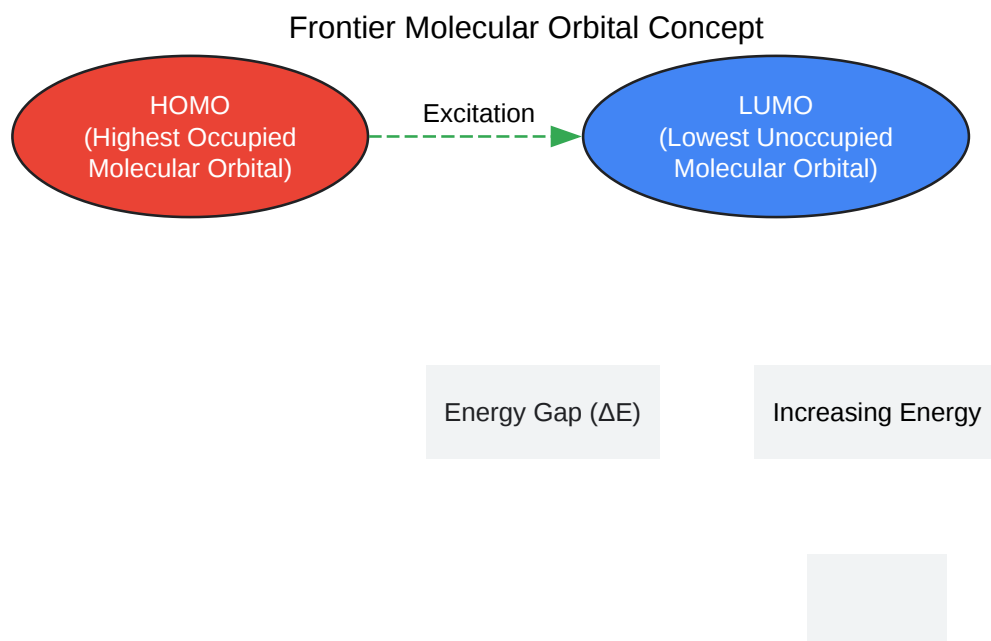 Frontier Molecular Orbital Concept
HOMO
(Highest Occupied
Molecular Orbital)
Excitation
LUMO
(Lowest Unoccupied
Molecular Orbital)
Energy Gap (ΔE)
Increasing Energy